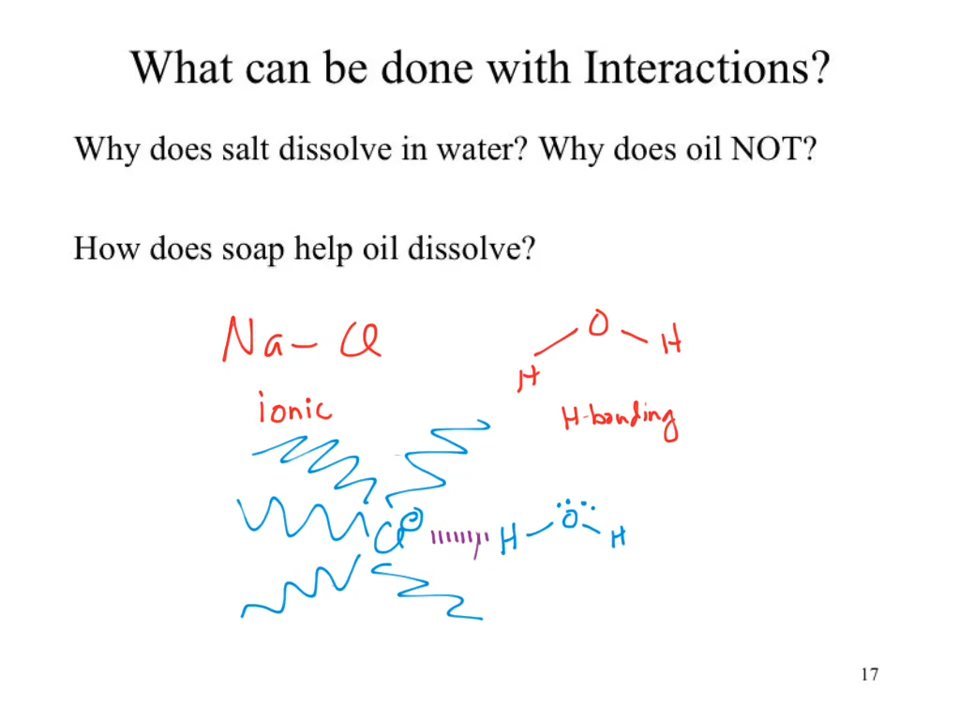 What can be done with Interactions?
Why does salt dissolve in water? Why does oil NOT?
How does soap help oil dissolve?
Na – Cl
O
H
H
ionic
H-bonding
Cl⊖
H – Ö – H
17